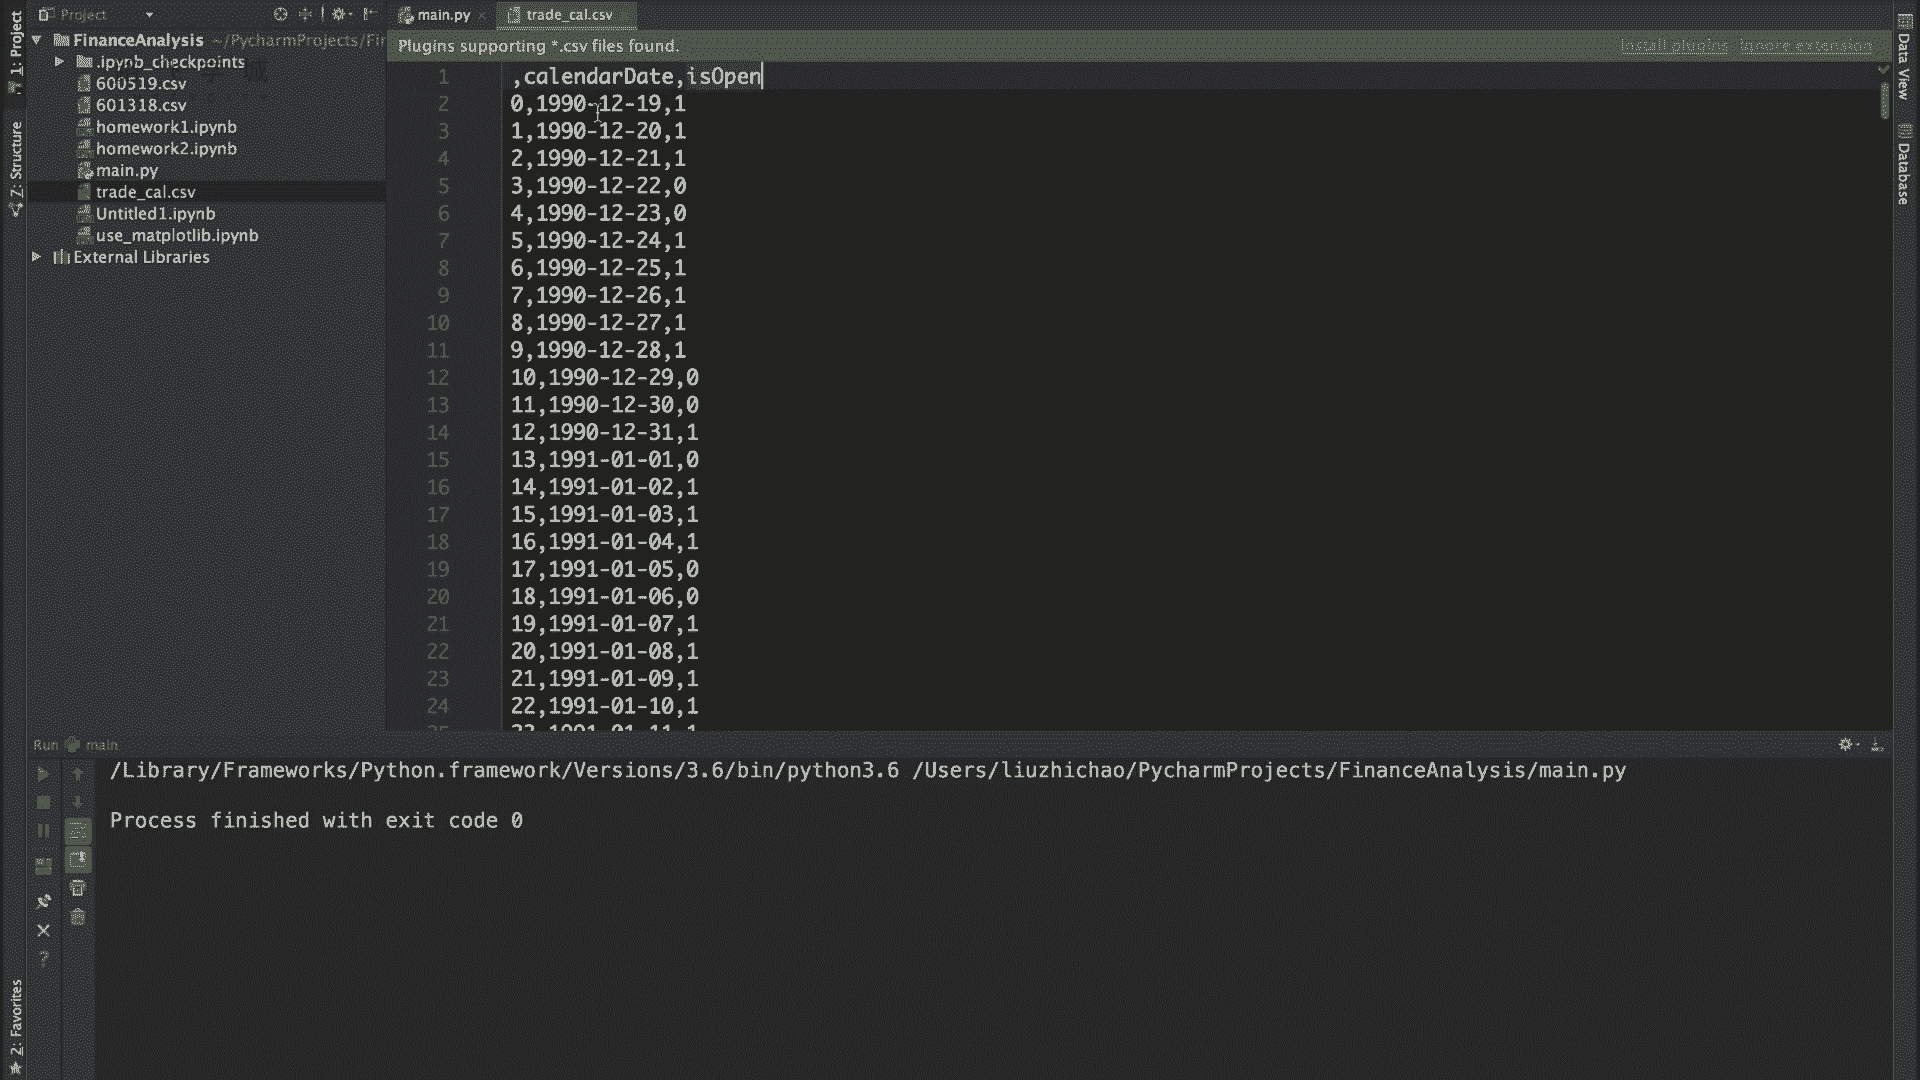 Project
main.py
trade_cal.csv
1: Project
FinanceAnalysis ~/PycharmProjects/Fir
Plugins supporting *.csv files found.
Install plugins Ignore extension
.ipynb_checkpoints
600519.csv
601318.csv
homework1.ipynb
homework2.ipynb
main.py
trade_cal.csv
Untitled1.ipynb
use_matplotlib.ipynb
External Libraries
Z: Structure
Data View
Database
1 ,calendarDate,isOpen
2 0,1990-12-19,1
3 1,1990-12-20,1
4 2,1990-12-21,1
5 3,1990-12-22,0
6 4,1990-12-23,0
7 5,1990-12-24,1
8 6,1990-12-25,1
9 7,1990-12-26,1
10 8,1990-12-27,1
11 9,1990-12-28,1
12 10,1990-12-29,0
13 11,1990-12-30,0
14 12,1990-12-31,1
15 13,1991-01-01,0
16 14,1991-01-02,1
17 15,1991-01-03,1
18 16,1991-01-04,1
19 17,1991-01-05,0
20 18,1991-01-06,0
21 19,1991-01-07,1
22 20,1991-01-08,1
23 21,1991-01-09,1
24 22,1991-01-10,1
25 23,1991-01-11,1
Run main
/Library/Frameworks/Python.framework/Versions/3.6/bin/python3.6 /Users/liuzhichao/PycharmProjects/FinanceAnalysis/main.py
Process finished with exit code 0
2: Favorites